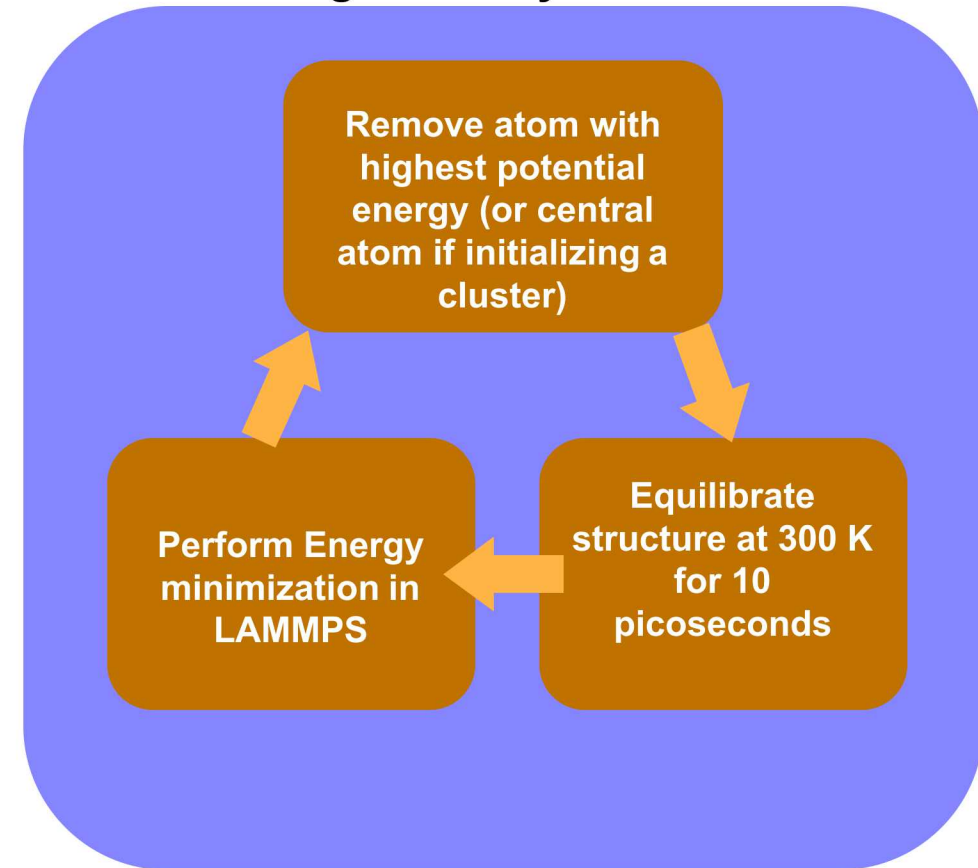 Remove atom with
highest potential
energy (or central
atom if initializing a
cluster)
Equilibrate
structure at 300 K
for 10
picoseconds
Perform Energy
minimization in
LAMMPS